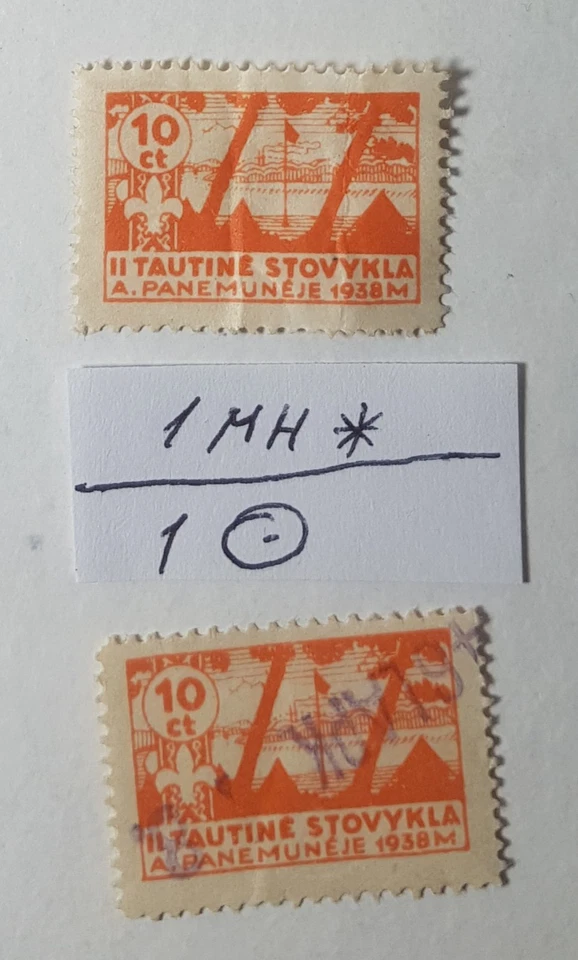 10
ct
II TAUTINĖ STOVYKLA
A. PANEMUNĖJE 1938 M
1 MH *
1 ⊙
10
ct
II TAUTINĖ STOVYKLA
A. PANEMUNĖJE 1938 M